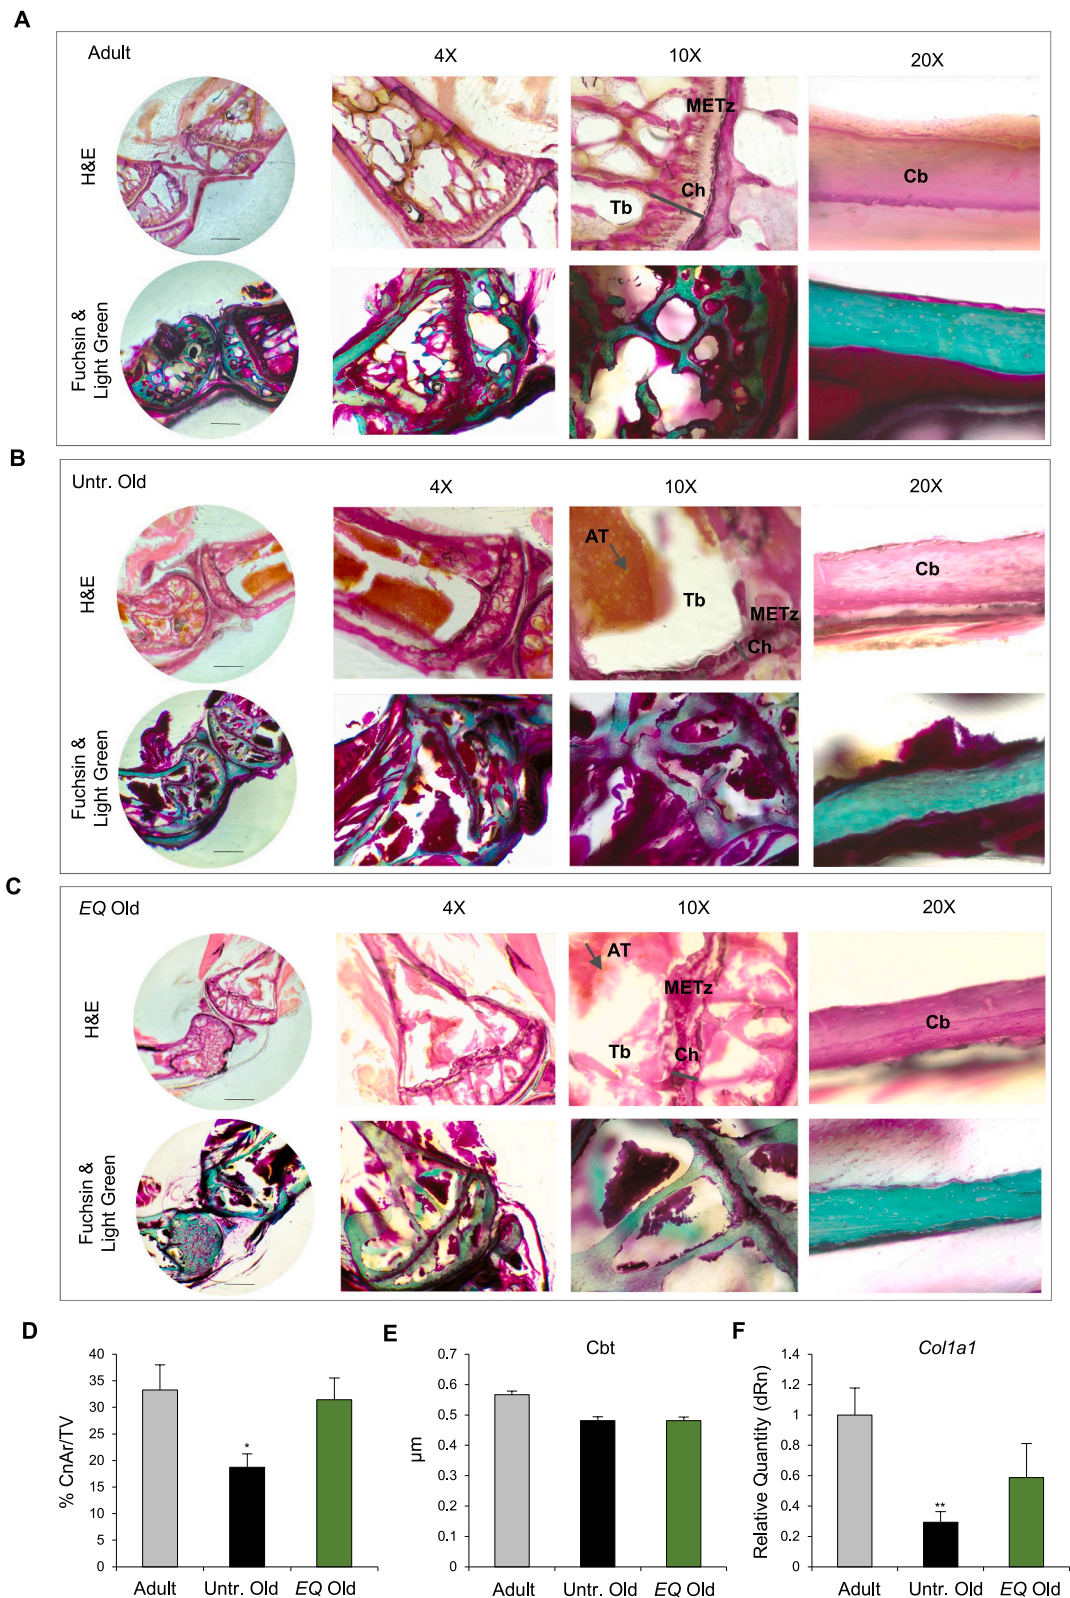 A
Adult
4X
10X
20X
H&E
METz
Ch
Tb
Cb
Fuchsin &
Light Green
B
Untr. Old
4X
10X
20X
H&E
AT
Tb
METz
Ch
Cb
Fuchsin &
Light Green
C
EQ Old
4X
10X
20X
H&E
AT
METz
Tb
Ch
Cb
Fuchsin &
Light Green
D
% CnAr/TV
40
35
30
25
20
15
10
5
0
*
Adult
Untr. Old
EQ Old
E
Cbt
µm
0.7
0.6
0.5
0.4
0.3
0.2
0.1
0
Adult
Untr. Old
EQ Old
F
Col1a1
Relative Quantity (dRn)
1.4
1.2
1
0.8
0.6
0.4
0.2
0
**
Adult
Untr. Old
EQ Old